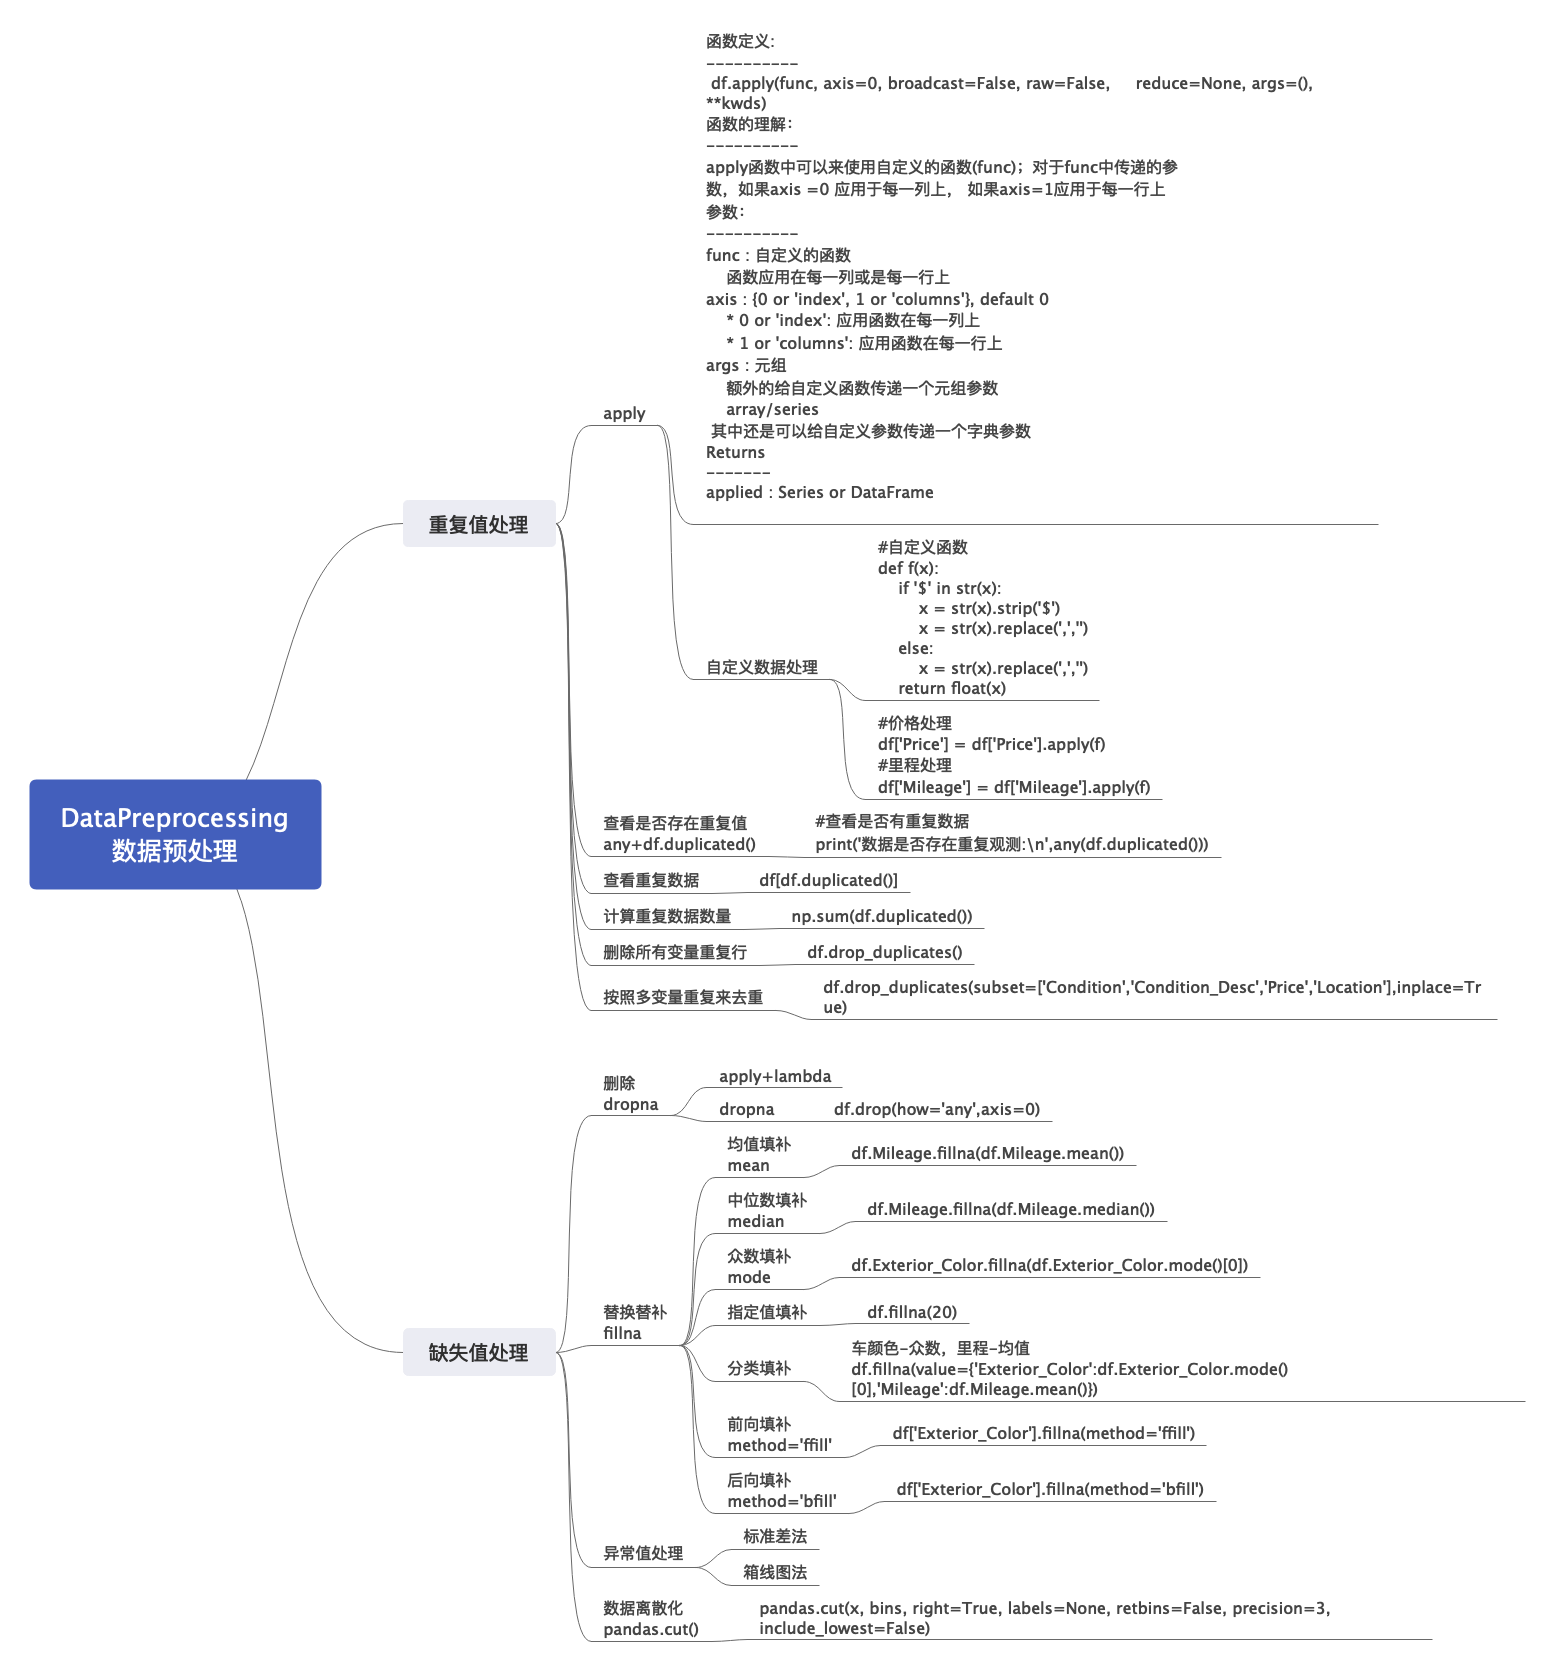 DataPreprocessing
数据预处理
重复值处理
apply
函数定义:
----------
df.apply(func, axis=0, broadcast=False, raw=False, reduce=None, args=(),
**kwds)
函数的理解：
----------
apply函数中可以来使用自定义的函数(func)；对于func中传递的参
数，如果axis =0 应用于每一列上， 如果axis=1应用于每一行上
参数：
----------
func : 自定义的函数
函数应用在每一列或是每一行上
axis : {0 or 'index', 1 or 'columns'}, default 0
* 0 or 'index': 应用函数在每一列上
* 1 or 'columns': 应用函数在每一行上
args : 元组
额外的给自定义函数传递一个元组参数
array/series
其中还是可以给自定义参数传递一个字典参数
Returns
-------
applied : Series or DataFrame
自定义数据处理
#自定义函数
def f(x):
if '$' in str(x):
x = str(x).strip('$')
x = str(x).replace(',','')
else:
x = str(x).replace(',','')
return float(x)
#价格处理
df['Price'] = df['Price'].apply(f)
#里程处理
df['Mileage'] = df['Mileage'].apply(f)
查看是否存在重复值
any+df.duplicated()
#查看是否有重复数据
print('数据是否存在重复观测:\n',any(df.duplicated()))
查看重复数据
df[df.duplicated()]
计算重复数据数量
np.sum(df.duplicated())
删除所有变量重复行
df.drop_duplicates()
按照多变量重复来去重
df.drop_duplicates(subset=['Condition','Condition_Desc','Price','Location'],inplace=Tr
ue)
缺失值处理
删除
dropna
apply+lambda
dropna
df.drop(how='any',axis=0)
替换替补
fillna
均值填补
mean
df.Mileage.fillna(df.Mileage.mean())
中位数填补
median
df.Mileage.fillna(df.Mileage.median())
众数填补
mode
df.Exterior_Color.fillna(df.Exterior_Color.mode()[0])
指定值填补
df.fillna(20)
分类填补
车颜色-众数，里程-均值
df.fillna(value={'Exterior_Color':df.Exterior_Color.mode()
[0],'Mileage':df.Mileage.mean()})
前向填补
method='ffill'
df['Exterior_Color'].fillna(method='ffill')
后向填补
method='bfill'
df['Exterior_Color'].fillna(method='bfill')
异常值处理
标准差法
箱线图法
数据离散化
pandas.cut()
pandas.cut(x, bins, right=True, labels=None, retbins=False, precision=3,
include_lowest=False)